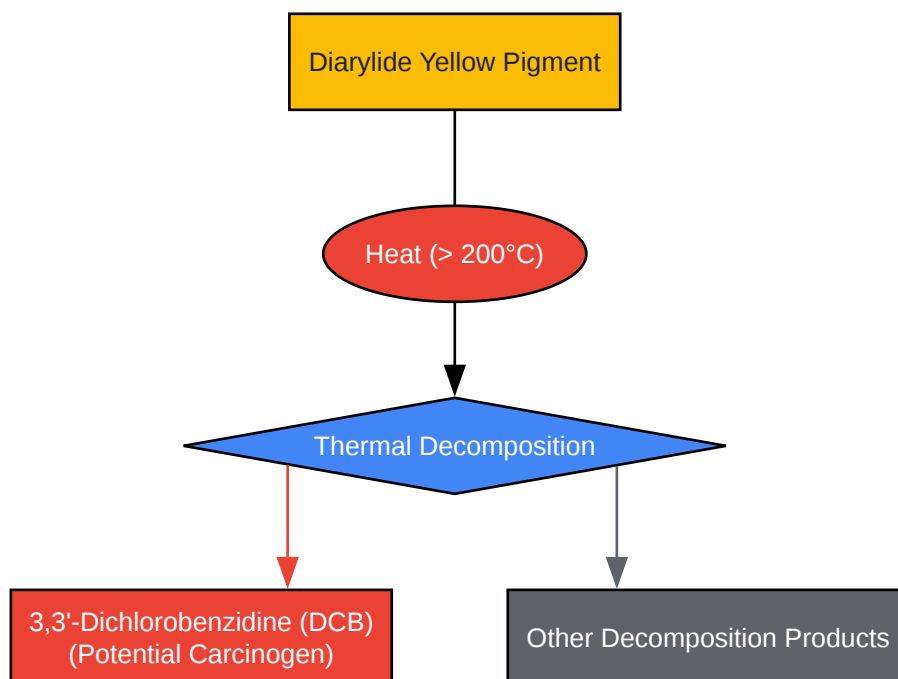 Diarylide Yellow Pigment
Heat (> 200°C)
Thermal Decomposition
3,3'-Dichlorobenzidine (DCB)
(Potential Carcinogen)
Other Decomposition Products